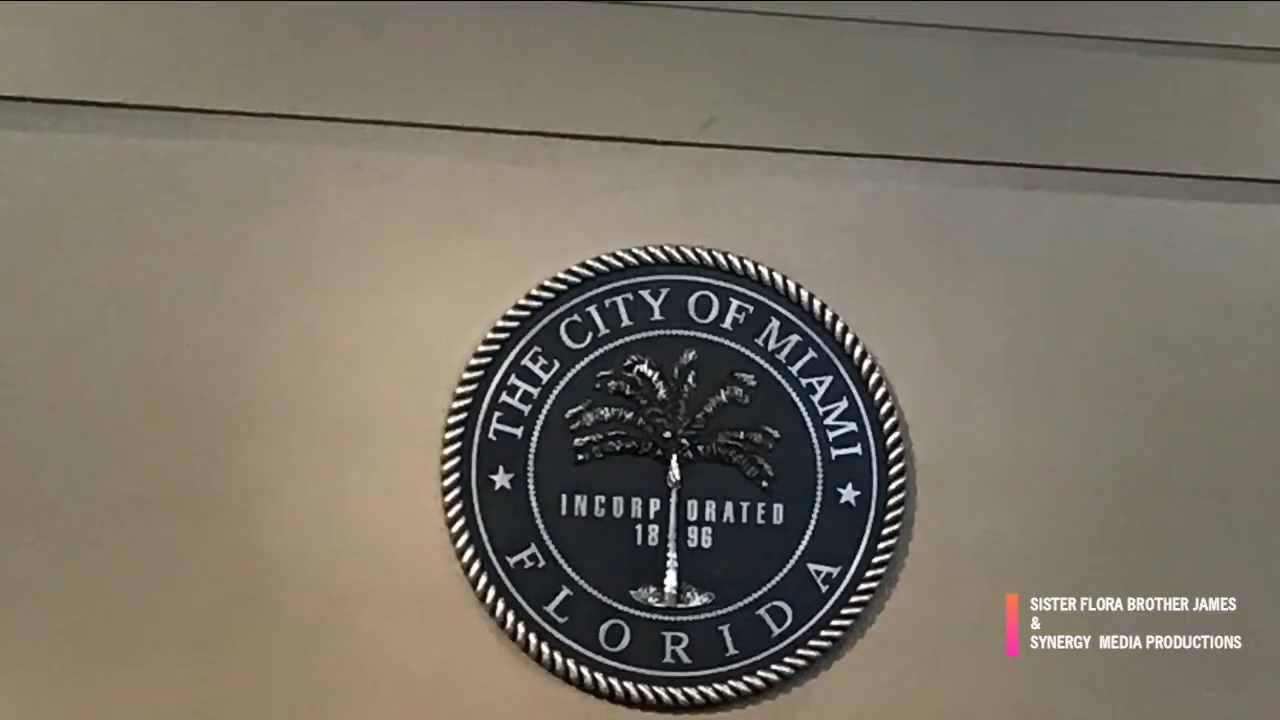 THE CITY OF MIAMI
INCORPORATED
1896
FLORIDA
SISTER FLORA BROTHER JAMES
&
SYNERGY MEDIA PRODUCTIONS